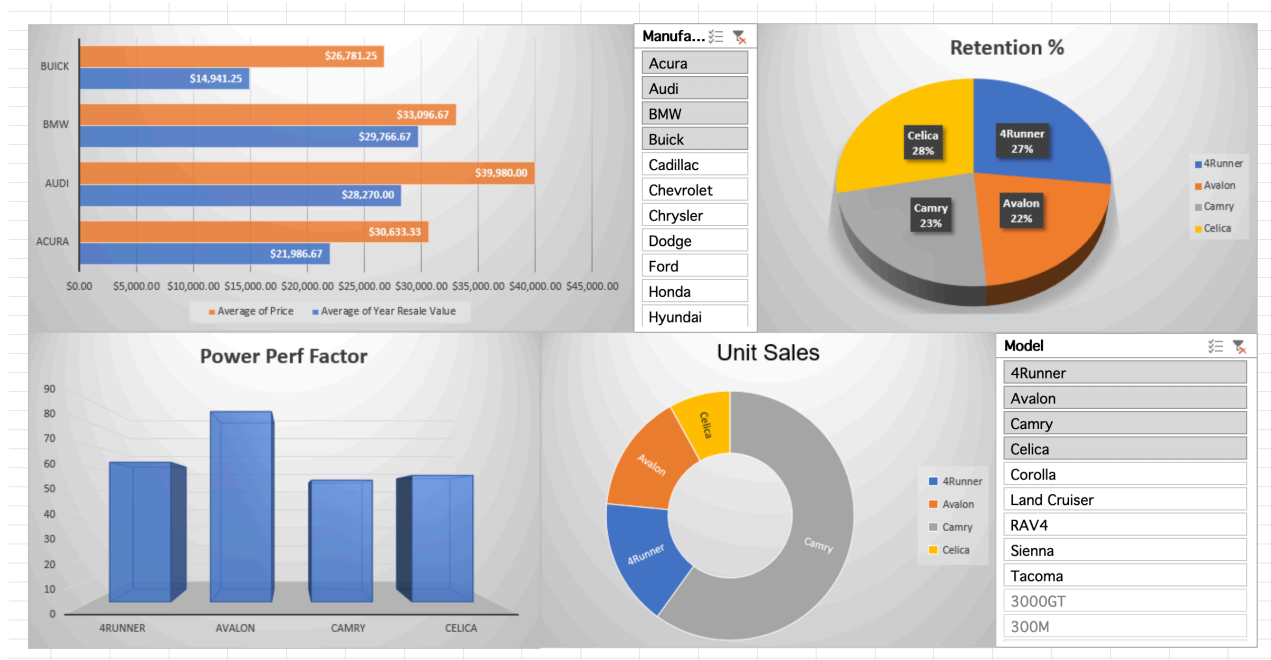 BUICK
$26,781.25
$14,941.25
BMW
$33,096.67
$29,766.67
AUDI
$39,980.00
$28,270.00
ACURA
$30,633.33
$21,986.67
$0.00 $5,000.00 $10,000.00 $15,000.00 $20,000.00 $25,000.00 $30,000.00 $35,000.00 $40,000.00 $45,000.00
Average of Price Average of Year Resale Value
Manufa...
Acura
Audi
BMW
Buick
Cadillac
Chevrolet
Chrysler
Dodge
Ford
Honda
Hyundai
Retention %
Celica
28%
4Runner
27%
Camry
23%
Avalon
22%
4Runner
Avalon
Camry
Celica
Power Perf Factor
90
80
70
60
50
40
30
20
10
0
4RUNNER AVALON CAMRY CELICA
Unit Sales
Celica
Avalon
4Runner
Camry
4Runner
Avalon
Camry
Celica
Model
4Runner
Avalon
Camry
Celica
Corolla
Land Cruiser
RAV4
Sienna
Tacoma
3000GT
300M